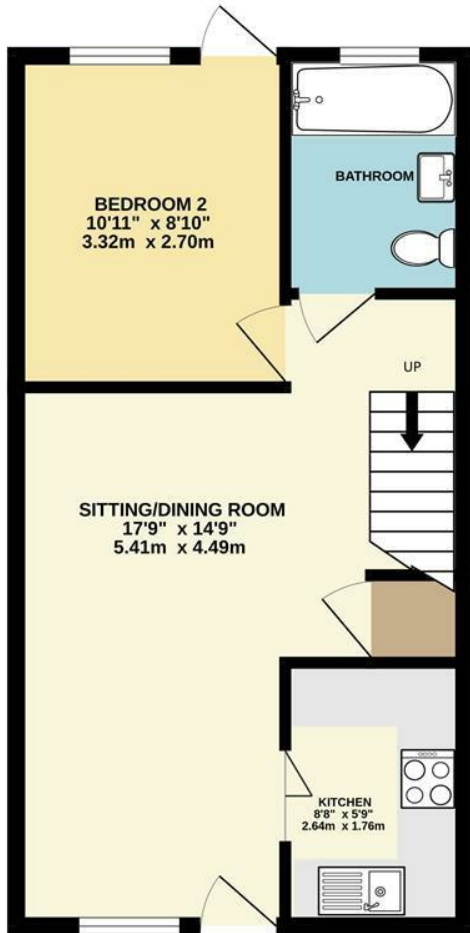 BEDROOM 2
10'11" x 8'10"
3.32m x 2.70m
BATHROOM
UP
SITTING/DINING ROOM
17'9" x 14'9"
5.41m x 4.49m
KITCHEN
8'8" x 5'9"
2.64m x 1.76m